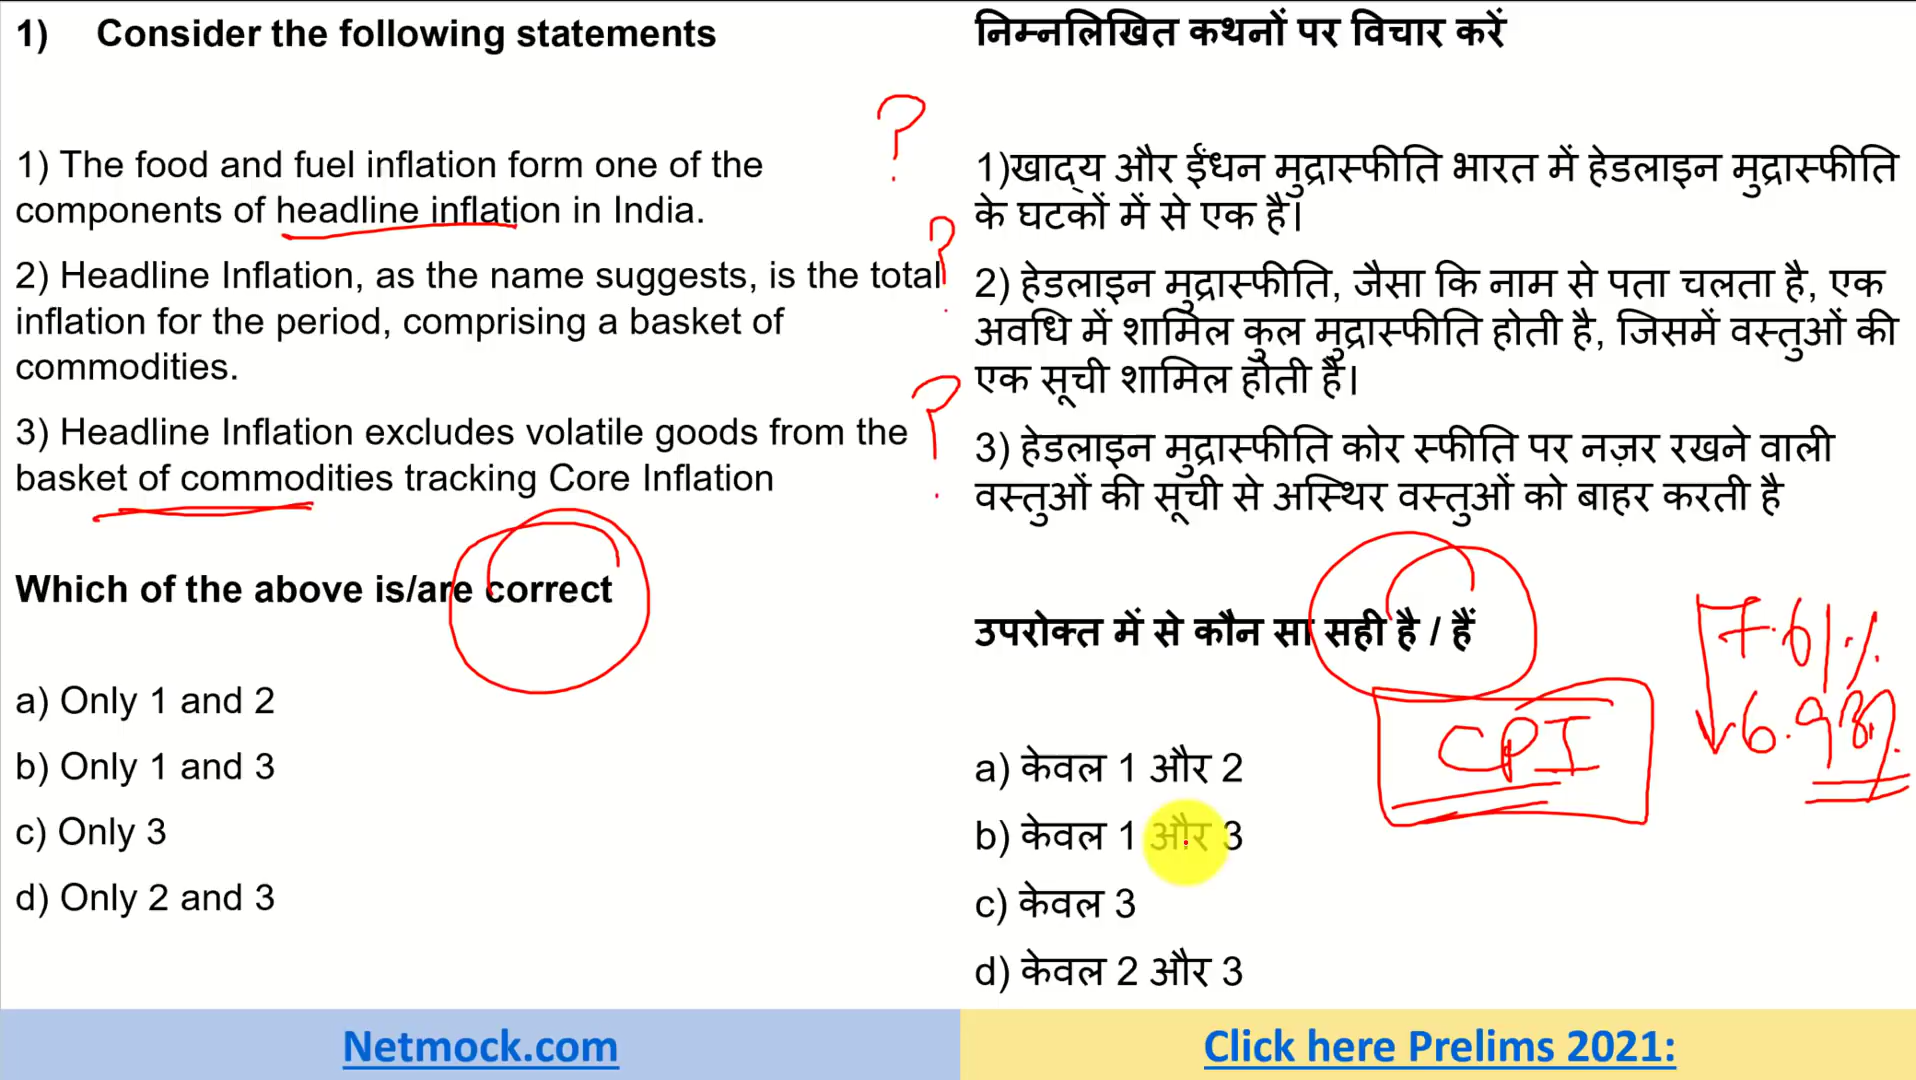 1) Consider the following statements
1) The food and fuel inflation form one of the
components of headline inflation in India.
2) Headline Inflation, as the name suggests, is the total
inflation for the period, comprising a basket of
commodities.
3) Headline Inflation excludes volatile goods from the
basket of commodities tracking Core Inflation
Which of the above is/are correct
a) Only 1 and 2
b) Only 1 and 3
c) Only 3
d) Only 2 and 3
निम्नलिखित कथनों पर विचार करें
1)खाद्य और ईंधन मुद्रास्फीति भारत में हेडलाइन मुद्रास्फीति
के घटकों में से एक है।
2) हेडलाइन मुद्रास्फीति, जैसा कि नाम से पता चलता है, एक
अवधि में शामिल कुल मुद्रास्फीति होती है, जिसमें वस्तुओं की
एक सूची शामिल होती है।
3) हेडलाइन मुद्रास्फीति कोर स्फीति पर नज़र रखने वाली
वस्तुओं की सूची से अस्थिर वस्तुओं को बाहर करती है
उपरोक्त में से कौन सा सही है / हैं
a) केवल 1 और 2
b) केवल 1 और 3
c) केवल 3
d) केवल 2 और 3
?
?
?
CPI
7.61%
6.93%
Netmock.com
Click here Prelims 2021: